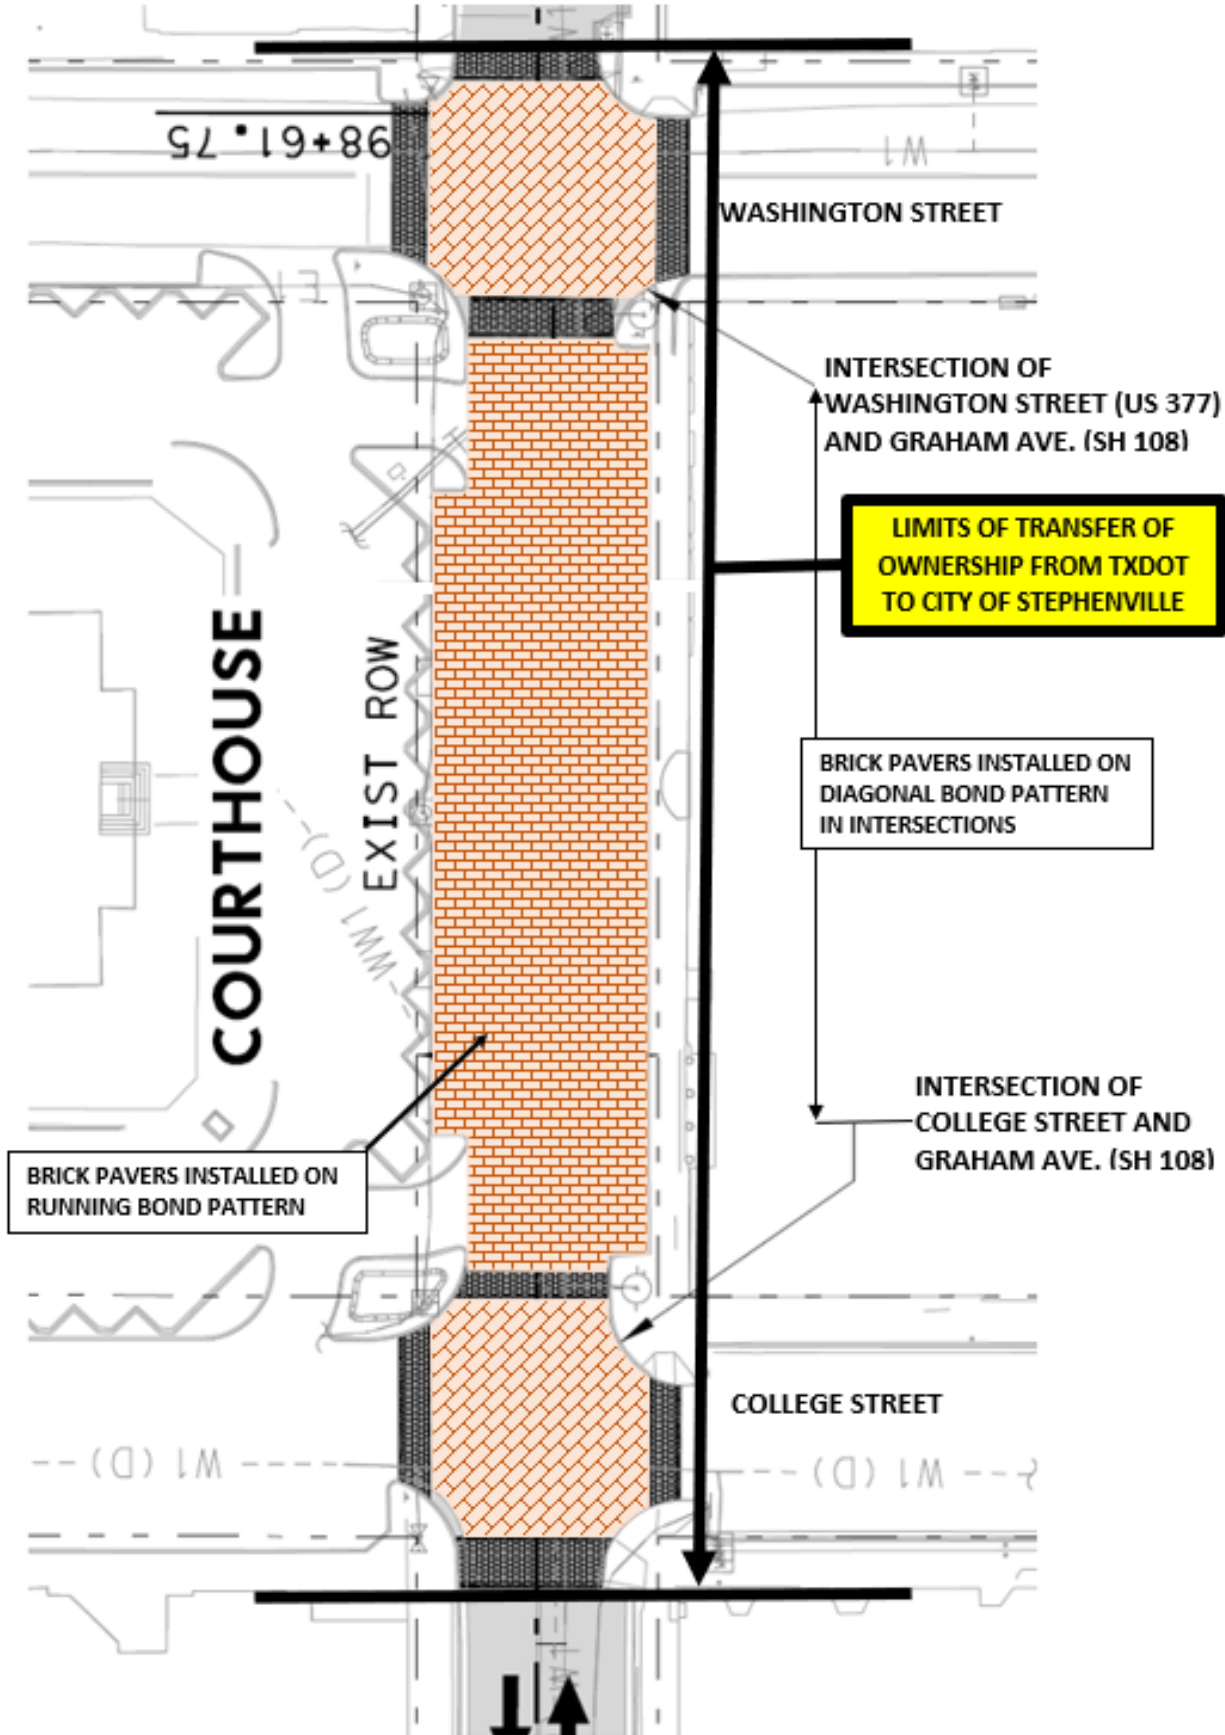 98+61.75
W1
WASHINGTON STREET
INTERSECTION OF
WASHINGTON STREET (US 377)
AND GRAHAM AVE. (SH 108)
LIMITS OF TRANSFER OF
OWNERSHIP FROM TXDOT
TO CITY OF STEPHENVILLE
COURTHOUSE
EXIST ROW
WW1 (D)
BRICK PAVERS INSTALLED ON
DIAGONAL BOND PATTERN
IN INTERSECTIONS
INTERSECTION OF
COLLEGE STREET AND
GRAHAM AVE. (SH 108)
BRICK PAVERS INSTALLED ON
RUNNING BOND PATTERN
COLLEGE STREET
W1 (D)
W1 (D)